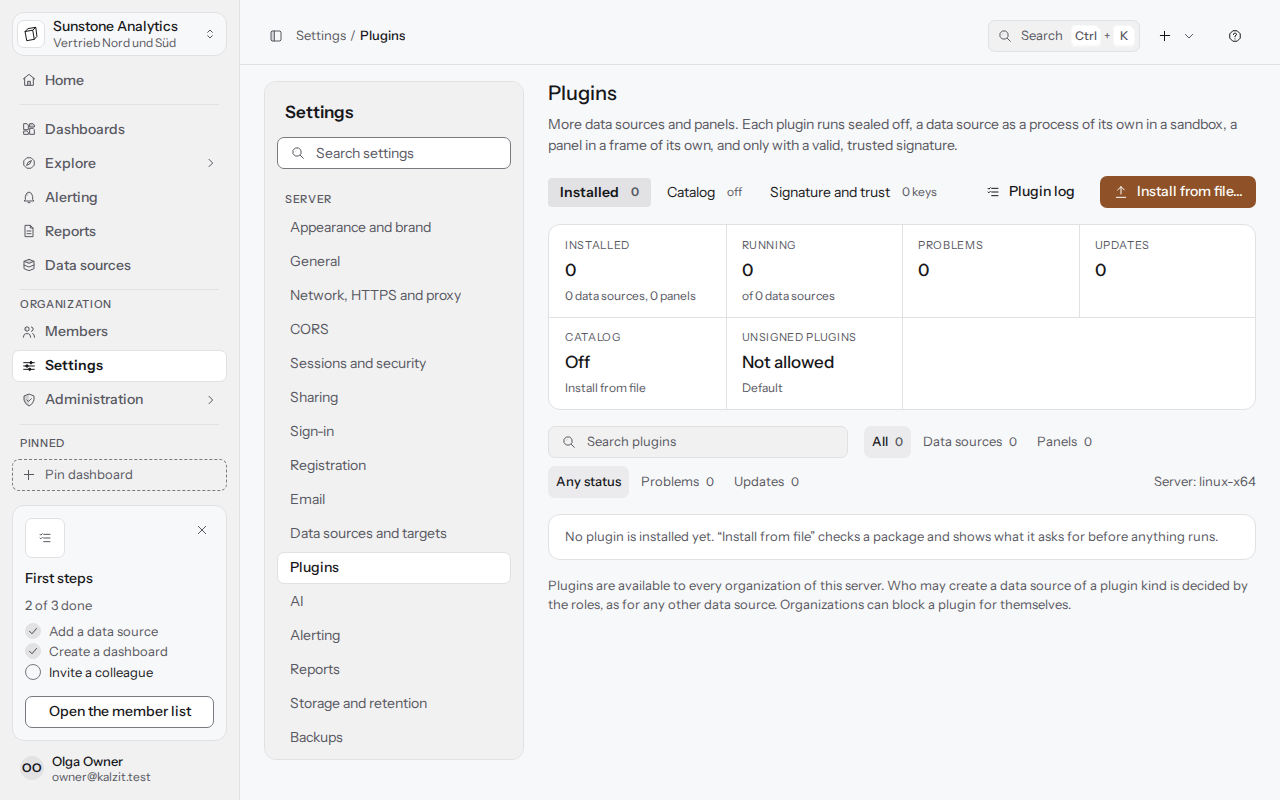 Sunstone Analytics
Vertrieb Nord und Süd
Home
Dashboards
Explore
Alerting
Reports
Data sources
ORGANIZATION
Members
Settings
Administration
PINNED
Pin dashboard
First steps
2 of 3 done
Add a data source
Create a dashboard
Invite a colleague
Open the member list
OO
Olga Owner
owner@kalzit.test
Settings / Plugins
Search Ctrl + K
Settings
Search settings
SERVER
Appearance and brand
General
Network, HTTPS and proxy
CORS
Sessions and security
Sharing
Sign-in
Registration
Email
Data sources and targets
Plugins
AI
Alerting
Reports
Storage and retention
Backups
Plugins
More data sources and panels. Each plugin runs sealed off, a data source as a process of its own in a sandbox, a
panel in a frame of its own, and only with a valid, trusted signature.
Installed 0 Catalog off Signature and trust 0 keys Plugin log Install from file...
INSTALLED
0
0 data sources, 0 panels
RUNNING
0
of 0 data sources
PROBLEMS
0
UPDATES
0
CATALOG
Off
Install from file
UNSIGNED PLUGINS
Not allowed
Default
Search plugins All 0 Data sources 0 Panels 0
Any status Problems 0 Updates 0 Server: linux-x64
No plugin is installed yet. “Install from file” checks a package and shows what it asks for before anything runs.
Plugins are available to every organization of this server. Who may create a data source of a plugin kind is decided by
the roles, as for any other data source. Organizations can block a plugin for themselves.